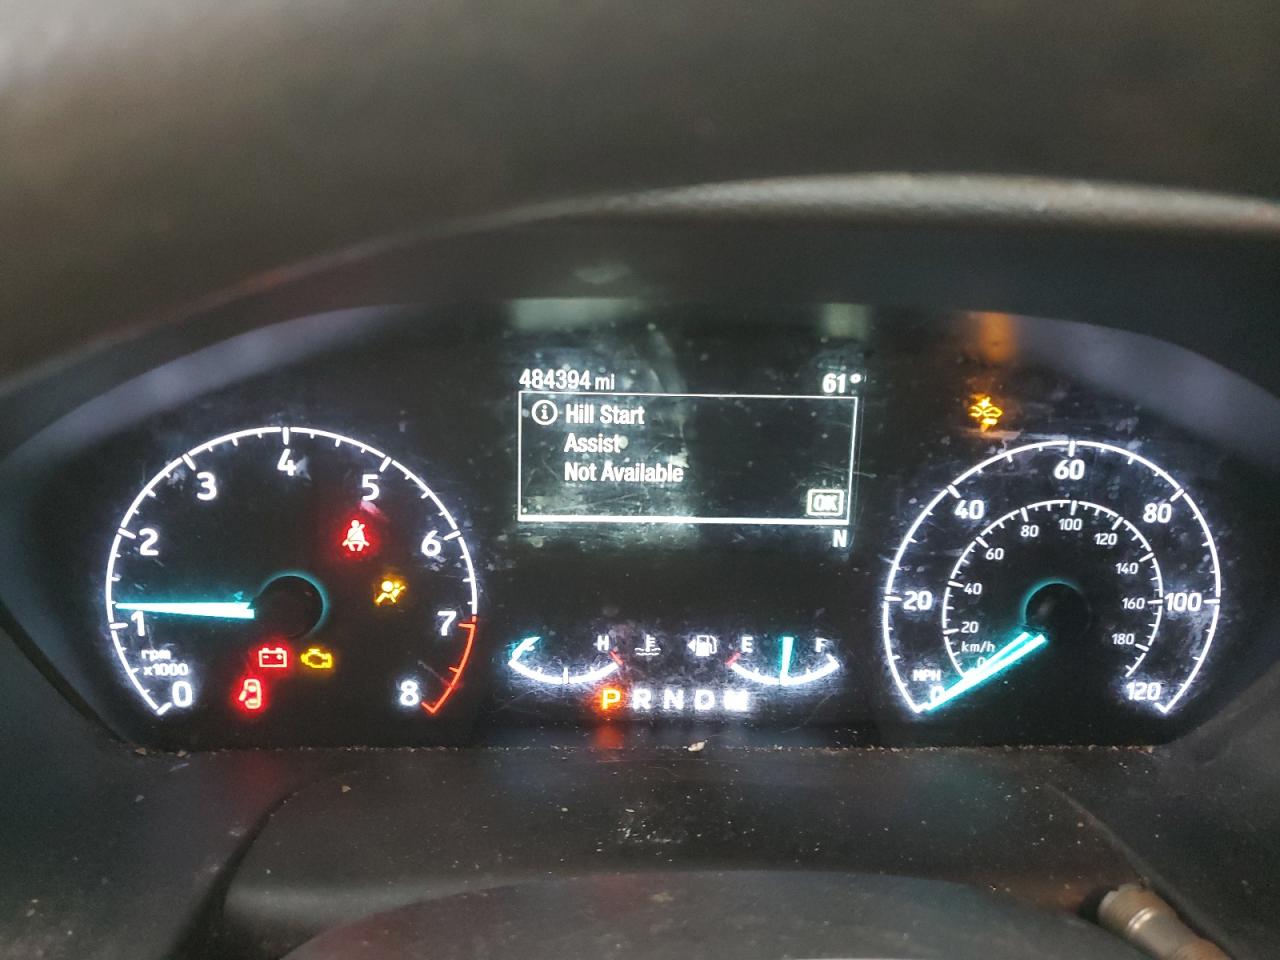 484394 mi 61°
Hill Start
Assist
Not Available
OK
N
0 1 2 3 4 5 6 7 8
rpm
x1000
C H E F
P R N D M
0 20 40 60 80 100 120
MPH
0 20 40 60 80 100 120 140 160 180
km/h